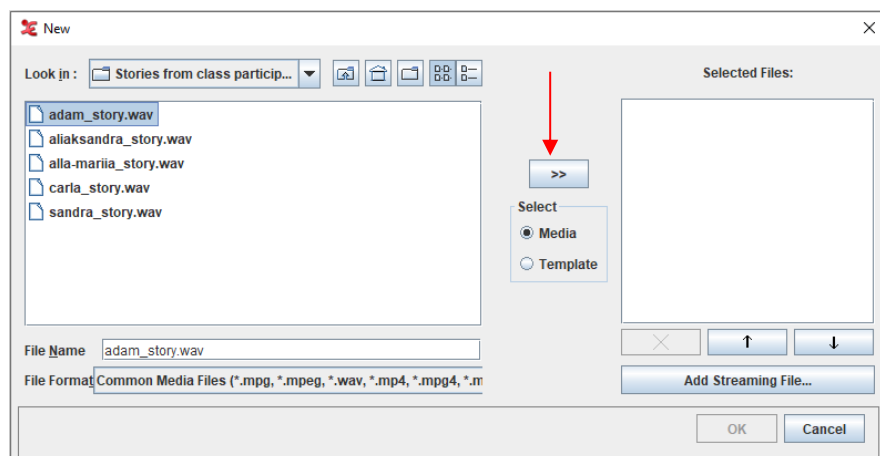 New
Look in : Stories from class particip...
Selected Files:
adam_story.wav
aliaksandra_story.wav
alla-mariia_story.wav
carla_story.wav
sandra_story.wav
>>
Select
Media
Template
File Name adam_story.wav
File Format Common Media Files (*.mpg, *.mpeg, *.wav, *.mp4, *.mpg4, *.m
Add Streaming File...
OK Cancel